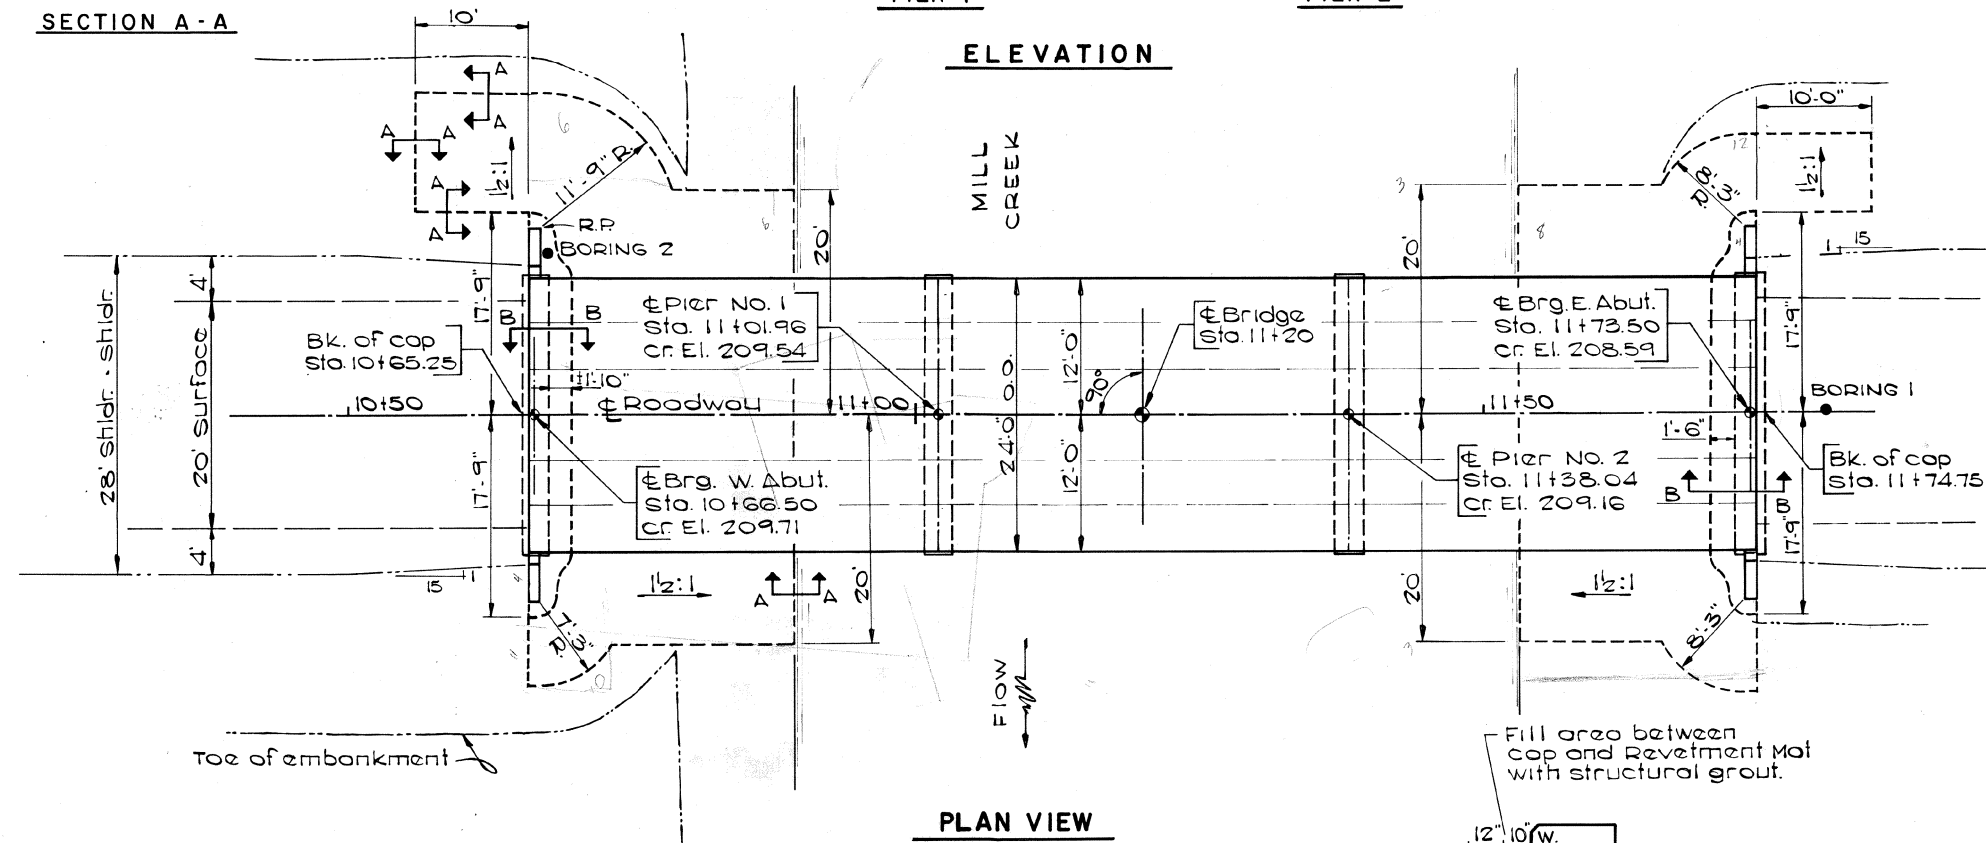 SECTION A-A
ELEVATION
10'
A
A
A
A
A
A
1½:1
11'-9" R.
R.P.
BORING 2
MILL
CREEK
10'-0"
8'-3"
R.
1½:1
15
1
28' Shldr. - Shldr.
4'
20' Surface
4'
17'-9"
17'-9"
Bk. of cap
Sta. 10+65.25
B
B
±1'-10"
℄ Pier No. 1
Sta. 11+01.96
Cr. El. 209.54
20'
10+50
℄ Roadway
11+00
℄ Brg. W. Abut.
Sta. 10+66.50
Cr. El. 209.71
24'-0" O.-O.
12'-0"
12'-0"
90°
℄ Bridge
Sta. 11+20
20'
℄ Brg. E. Abut.
Sta. 11+73.50
Cr. El. 208.59
11+50
17'-9"
BORING 1
1'-6"
℄ Pier No. 2
Sta. 11+38.04
Cr. El. 209.16
B
B
Bk. of cap
Sta. 11+74.75
17'-9"
15
1
1½:1
A
A
20'
20'
1½:1
7'-3"
R.
8'-3"
Flow
Toe of embankment
Fill area between
cap and Revetment Mat
with structural grout.
PLAN VIEW
12"
10"
W.